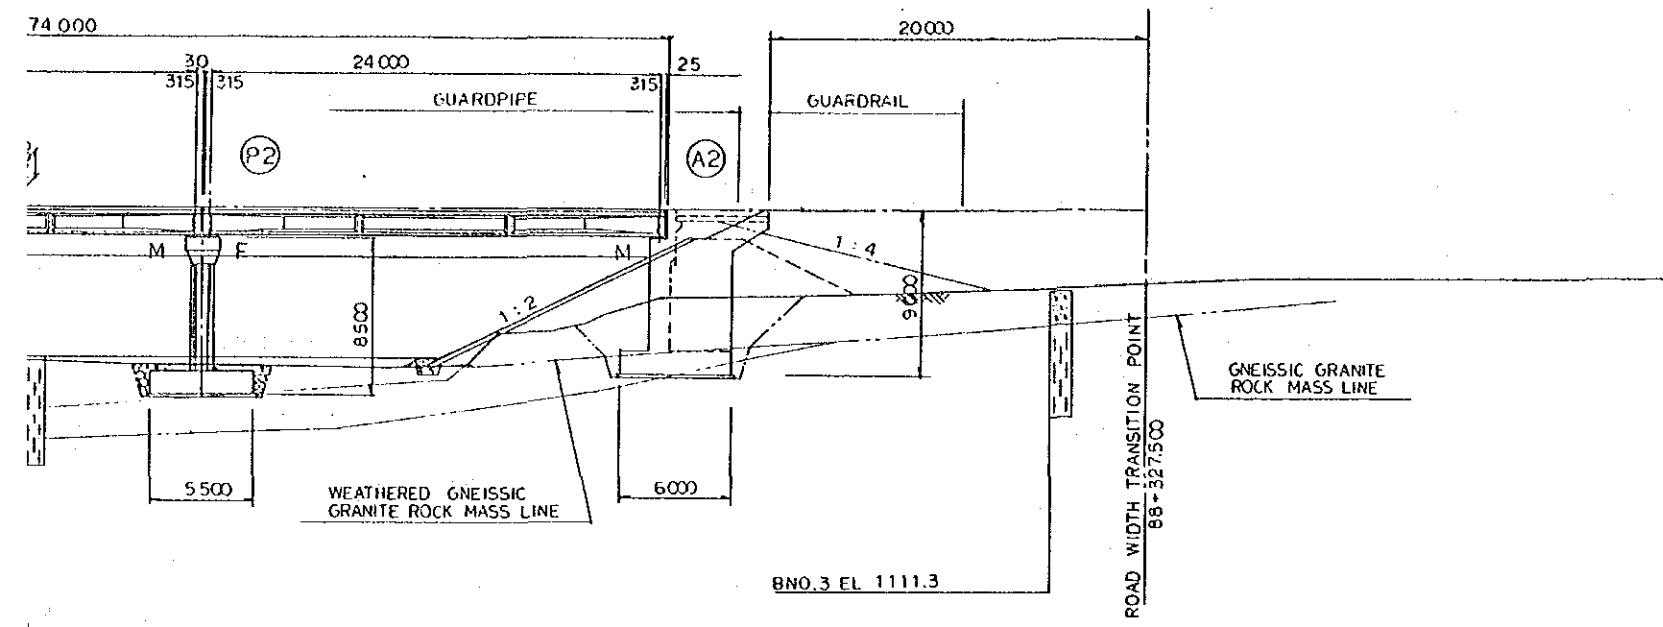 74 000
20 000
30
24 000
25
315
315
315
GUARDPIPE
GUARDRAIL
P2
A2
M
F
M
1 : 4
1 : 2
8500
9000
GNEISSIC GRANITE
ROCK MASS LINE
5 500
6000
WEATHERED GNEISSIC
GRANITE ROCK MASS LINE
BNO.3 EL 1111.3
ROAD WIDTH TRANSITION POINT
88+327.500